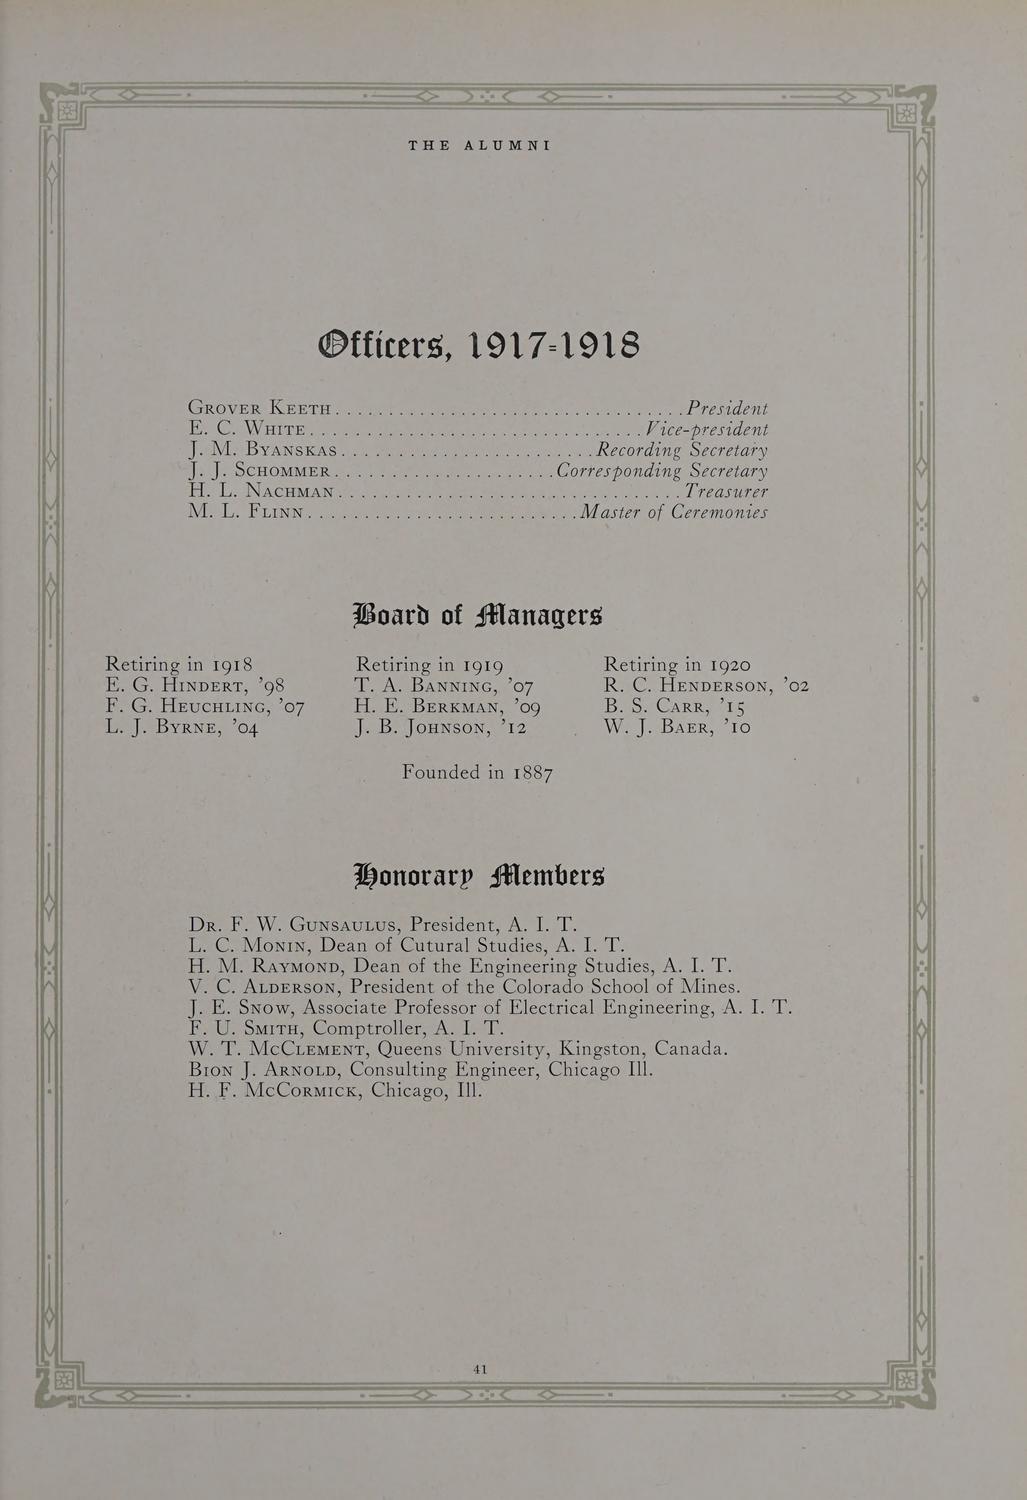 THE ALUMNI
Officers, 1917-1918
GROVER KEETH President
E. C. WHITE Vice-president
J. M. BYANSKAS Recording Secretary
J. J. SCHOMMER Corresponding Secretary
H. L. NACHMAN Treasurer
M. L. FLINN Master of Ceremonies
Board of Managers
Retiring in 1918 Retiring in 1919 Retiring in 1920
E. G. HINDERT, ’98 T. A. BANNING, ’07 R. C. HENDERSON, ’02
F. G. HEUCHLING, ’07 H. E. BERKMAN, ’09 B. S. CARR, ’15
L. J. BYRNE, ’04 J. B. JOHNSON, ’12 W. J. BAER, ’10
Founded in 1887
Honorary Members
DR. F. W. GUNSAULUS, President, A. I. T.
L. C. MONIN, Dean of Cutural Studies, A. I. T.
H. M. RAYMOND, Dean of the Engineering Studies, A. I. T.
V. C. ALDERSON, President of the Colorado School of Mines.
J. E. SNOW, Associate Professor of Electrical Engineering, A. I. T.
F. U. SMITH, Comptroller, A. I. T.
W. T. MCCLEMENT, Queens University, Kingston, Canada.
BION J. ARNOLD, Consulting Engineer, Chicago Ill.
H. F. MCCORMICK, Chicago, Ill.
41